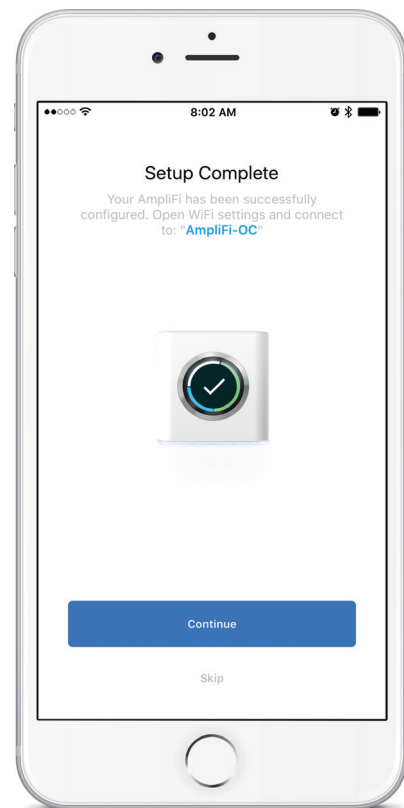 8:02 AM
Setup Complete
Your AmpliFi has been successfully
configured. Open WiFi settings and connect
to: "AmpliFi-OC"
Continue
Skip